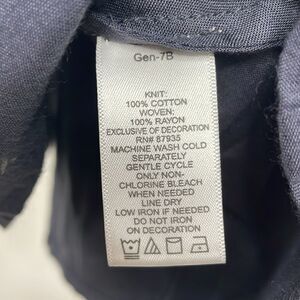 Gen-7B
KNIT:
100% COTTON
WOVEN:
100% RAYON
EXCLUSIVE OF DECORATION
RN# 87935
MACHINE WASH COLD
SEPARATELY
GENTLE CYCLE
ONLY NON-
CHLORINE BLEACH
WHEN NEEDED
LINE DRY
LOW IRON IF NEEDED
DO NOT IRON
ON DECORATION